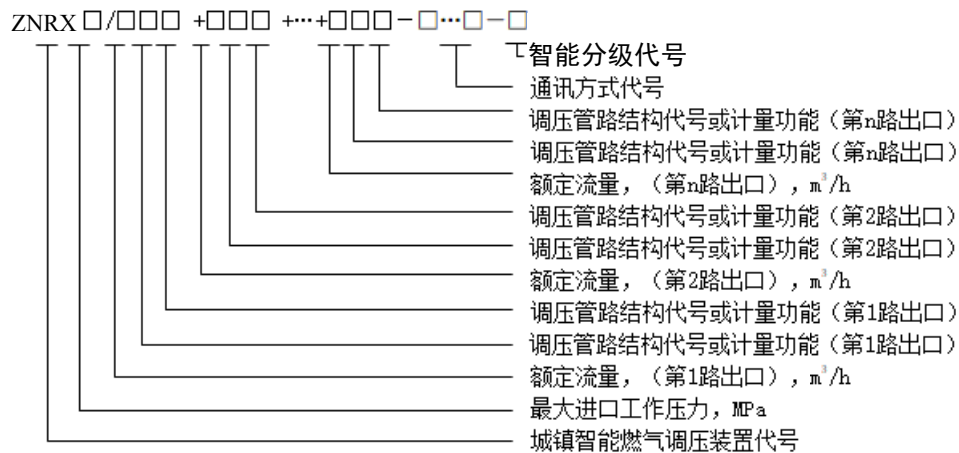 ZNRX□/□□□ +□□□ +…+□□□－□…□－□
智能分级代号
通讯方式代号
调压管路结构代号或计量功能（第n路出口）
调压管路结构代号或计量功能（第n路出口）
额定流量，（第n路出口），m³/h
调压管路结构代号或计量功能（第2路出口）
调压管路结构代号或计量功能（第2路出口）
额定流量，（第2路出口），m³/h
调压管路结构代号或计量功能（第1路出口）
调压管路结构代号或计量功能（第1路出口）
额定流量，（第1路出口），m³/h
最大进口工作压力，MPa
城镇智能燃气调压装置代号